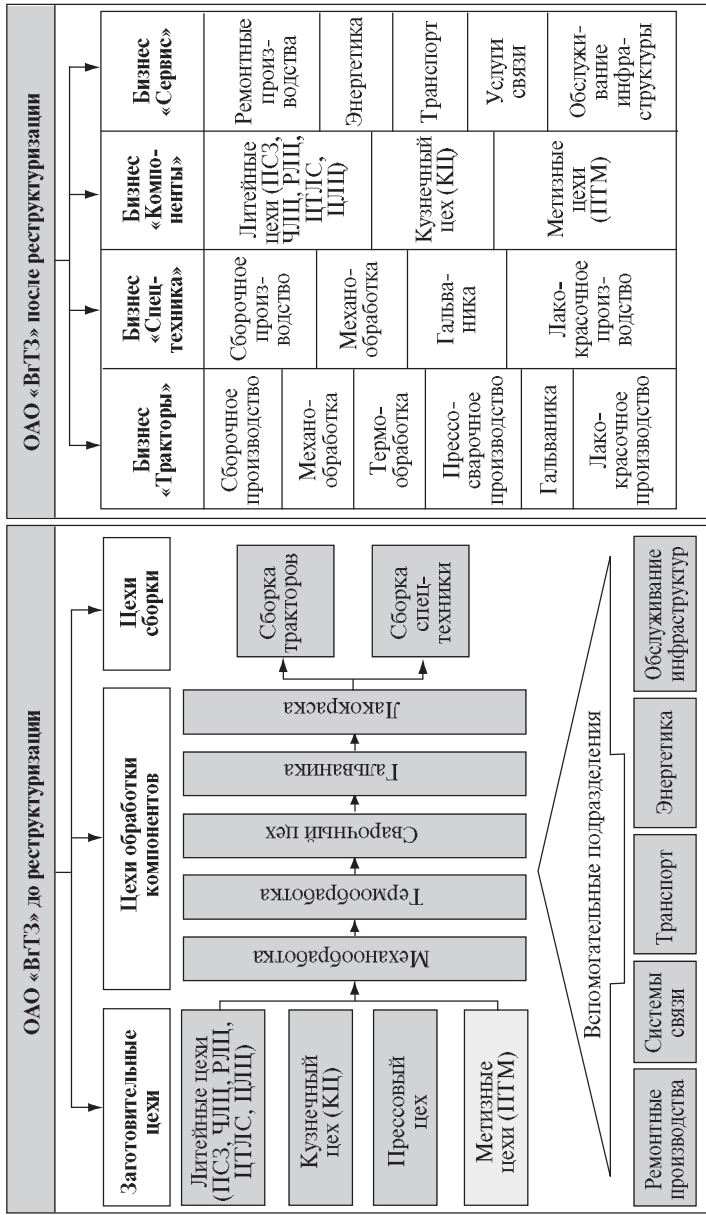 ОАО «ВгТЗ» до реструктуризации
Заготовительные
цехи
Цехи обработки
компонентов
Цехи
сборки
Литейные цехи
(ПСЗ, ЧЛЦ, РЛЦ,
ЦТЛС, ЦЛЦ)
Кузнечный
цех (КЦ)
Прессовый
цех
Метизные
цехи (ПТМ)
Механообработка
Термообработка
Сварочный цех
Гальваника
Лакокраска
Сборка
тракторов
Сборка
спец-
техники
Вспомогательные подразделения
Ремонтные
производства
Системы
связи
Транспорт
Энергетика
Обслуживание
инфраструктур
ОАО «ВгТЗ» после реструктуризации
Бизнес
«Тракторы»
Сборочное
производство
Механо-
обработка
Термо-
обработка
Прессо-
сварочное
производство
Гальваника
Лако-
красочное
производство
Бизнес
«Спец-
техника»
Сборочное
произ-
водство
Механо-
обработка
Гальва-
ника
Лако-
красочное
произ-
водство
Бизнес
«Компо-
ненты»
Литейные
цехи (ПСЗ,
ЧЛЦ, РЛЦ,
ЦТЛС,
ЦЛЦ)
Кузнечный
цех (КЦ)
Метизные
цехи
(ПТМ)
Бизнес
«Сервис»
Ремонтные
произ-
водства
Энергетика
Транспорт
Услуги
связи
Обслужи-
вание
инфра-
структуры